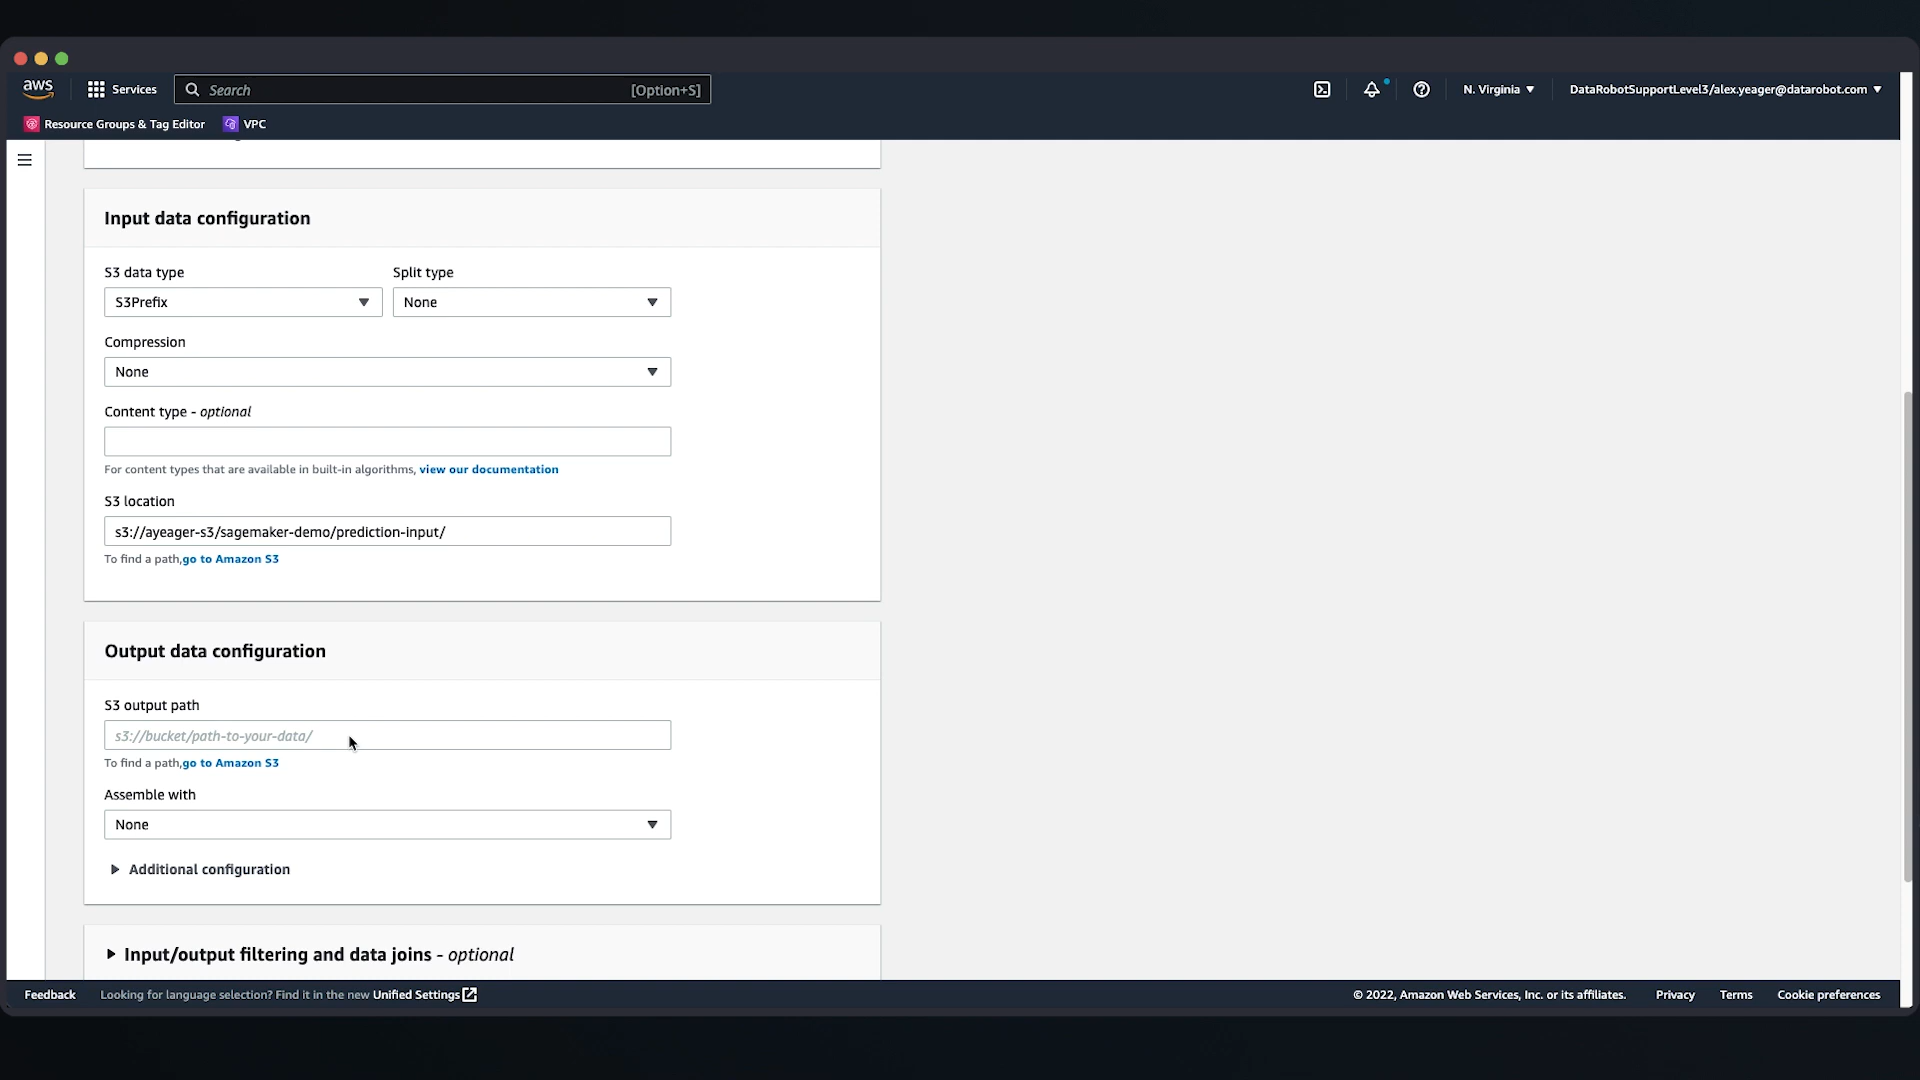 aws
Services
Search
[Option+S]
N. Virginia
DataRobotSupportLevel3/alex.yeager@datarobot.com
Resource Groups & Tag Editor
VPC
Input data configuration
S3 data type
Split type
S3Prefix
None
Compression
None
Content type - optional
For content types that are available in built-in algorithms, view our documentation
S3 location
s3://ayeager-s3/sagemaker-demo/prediction-input/
To find a path,go to Amazon S3
Output data configuration
S3 output path
s3://bucket/path-to-your-data/
To find a path,go to Amazon S3
Assemble with
None
Additional configuration
Input/output filtering and data joins - optional
Feedback
Looking for language selection? Find it in the new Unified Settings
© 2022, Amazon Web Services, Inc. or its affiliates.
Privacy
Terms
Cookie preferences